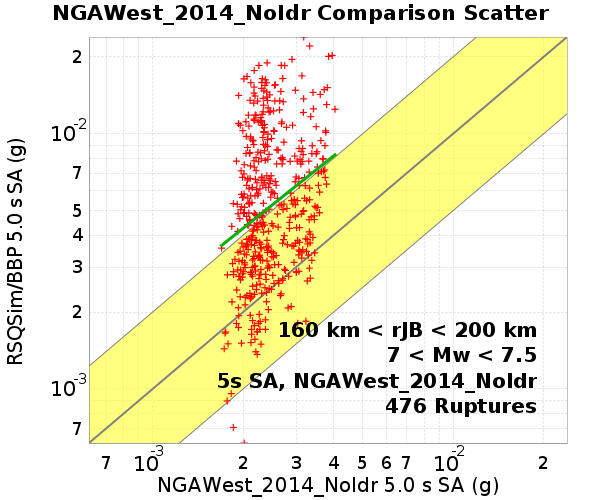 NGAWest_2014_NoIdr Comparison Scatter
RSQSim/BBP 5.0 s SA (g)
2
10-2
7
5
4
3
2
10-3
7
160 km < rJB < 200 km
7 < Mw < 7.5
5s SA, NGAWest_2014_NoIdr
476 Ruptures
7 10-3 2 3 4 5 6 7 10-2 2
NGAWest_2014_NoIdr 5.0 s SA (g)